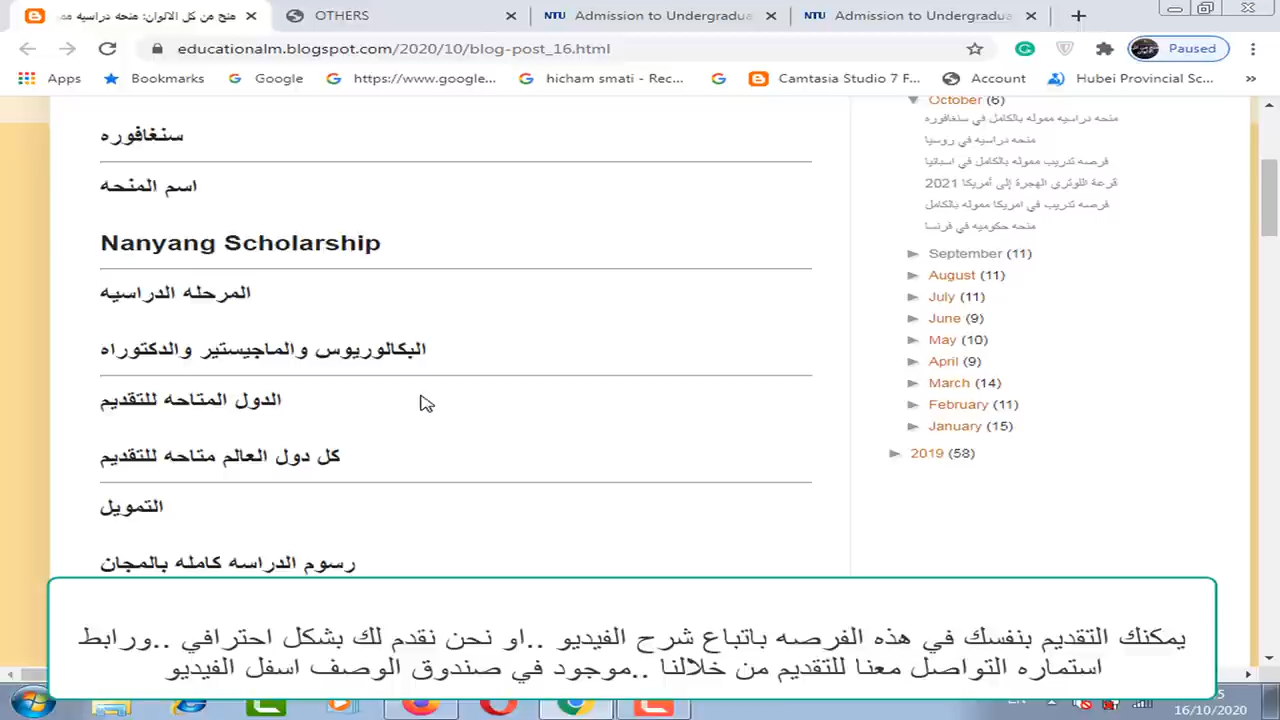 منح من كل الالوان: منحه دراسيه مم
OTHERS
NTU Admission to Undergradua
NTU Admission to Undergradua
educationalm.blogspot.com/2020/10/blog-post_16.html
Paused
Apps
Bookmarks
Google
https://www.google...
hicham smati - Rec...
Camtasia Studio 7 F...
Account
Hubei Provincial Sc...
»
سنغافوره
اسم المنحه
Nanyang Scholarship
المرحله الدراسيه
البكالوريوس والماجيستير والدكتوراه
الدول المتاحه للتقديم
كل دول العالم متاحه للتقديم
التمويل
رسوم الدراسه كامله بالمجان
October (6)
منحه دراسيه مموله بالكامل في سنغافوره
منحه دراسيه في روسيا
فرصه تدريب مموله بالكامل في اسبانيا
قرعة اللوتري الهجرة إلى أمريكا 2021
فرصه تدريب في امريكا مموله بالكامل
منحه حكوميه في فرنسا
September (11)
August (11)
July (11)
June (9)
May (10)
April (9)
March (14)
February (11)
January (15)
2019 (58)
يمكنك التقديم بنفسك في هذه الفرصه باتباع شرح الفيديو ..او نحن نقدم لك بشكل احترافي ..ورابط
استماره التواصل معنا للتقديم من خلالنا ..موجود في صندوق الوصف اسفل الفيديو
16/10/2020